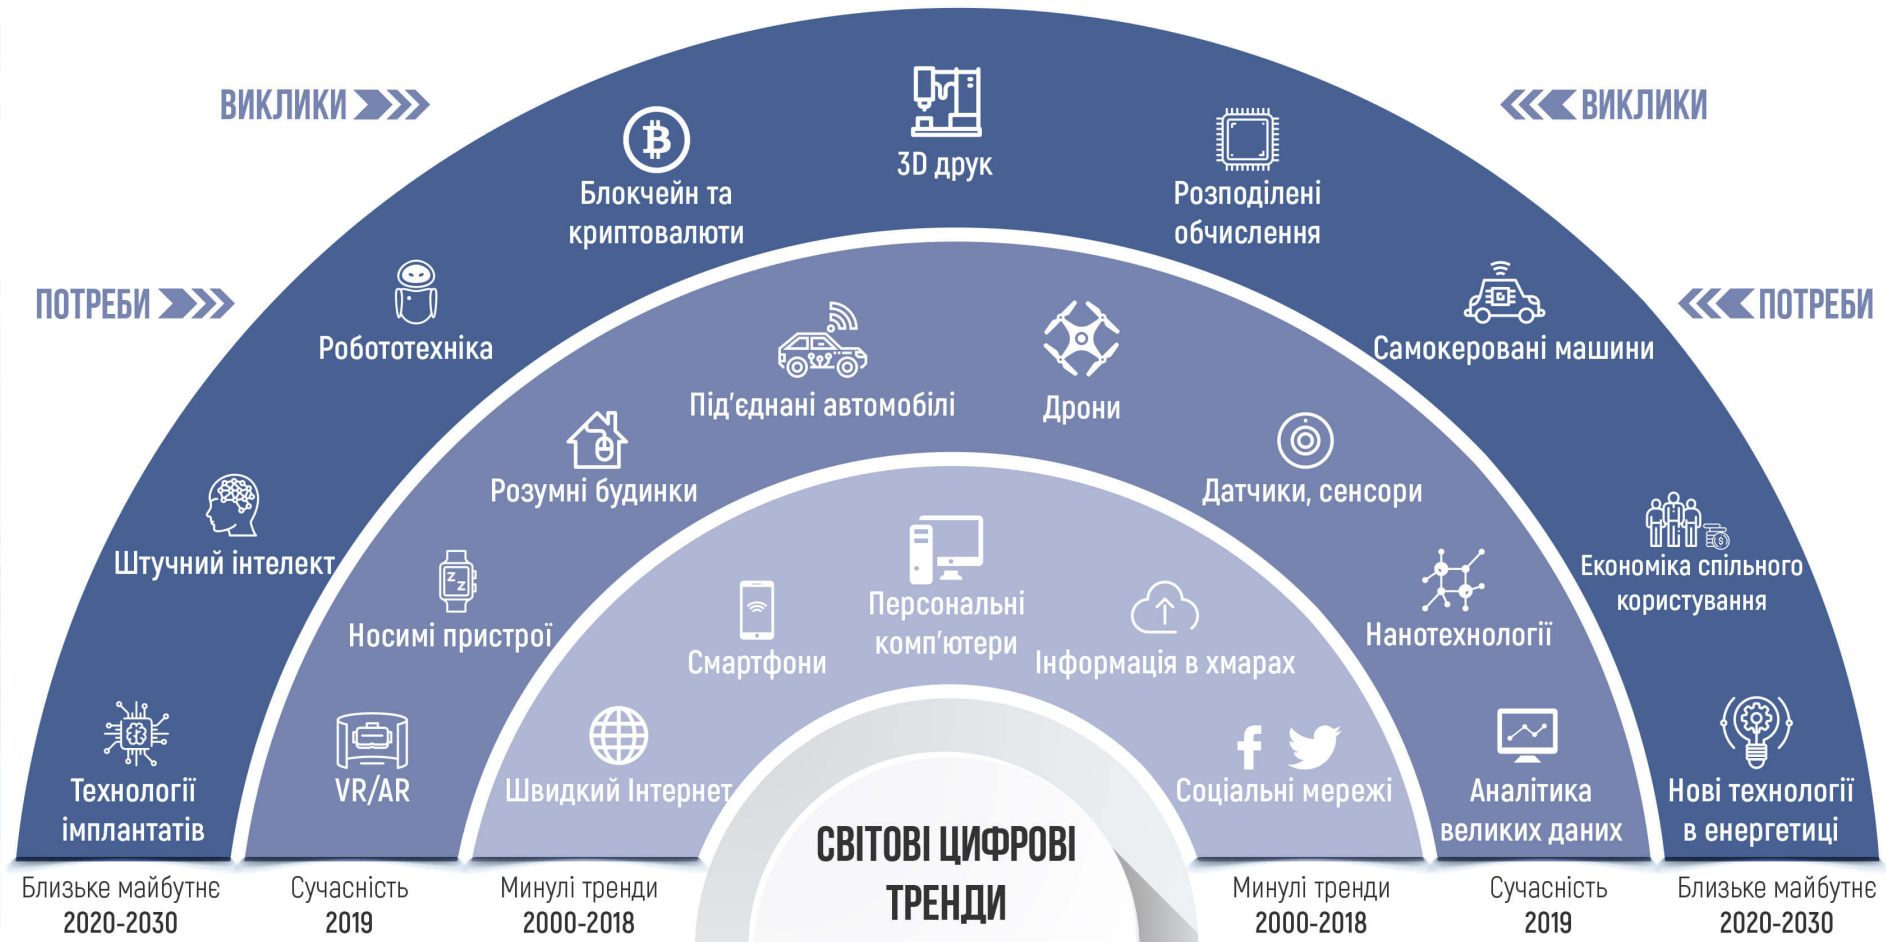 ВИКЛИКИ
ВИКЛИКИ
ПОТРЕБИ
ПОТРЕБИ
3D друк
Блокчейн та
криптовалюти
Розподілені
обчислення
Робототехніка
Самокеровані машини
Штучний інтелект
Економіка спільного
користування
Технології
імплантатів
Нові технології
в енергетиці
Під'єднані автомобілі
Дрони
Розумні будинки
Датчики, сенсори
Носимі пристрої
Нанотехнології
VR/AR
Аналітика
великих даних
Персональні
комп'ютери
Смартфони
Інформація в хмарах
Швидкий Інтернет
Соціальні мережі
СВІТОВІ ЦИФРОВІ
ТРЕНДИ
Близьке майбутнє
2020-2030
Сучасність
2019
Минулі тренди
2000-2018
Минулі тренди
2000-2018
Сучасність
2019
Близьке майбутнє
2020-2030